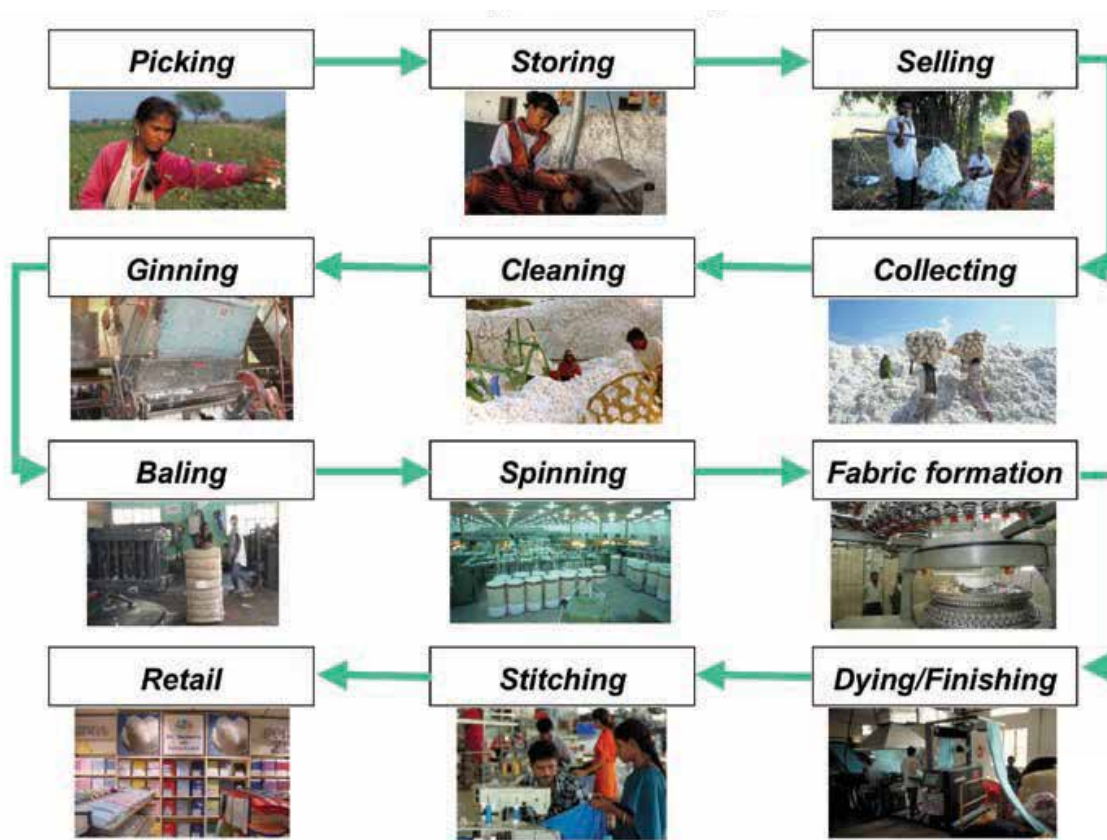 Picking
Storing
Selling
Collecting
Cleaning
Ginning
Baling
Spinning
Fabric formation
Dying/Finishing
Stitching
Retail